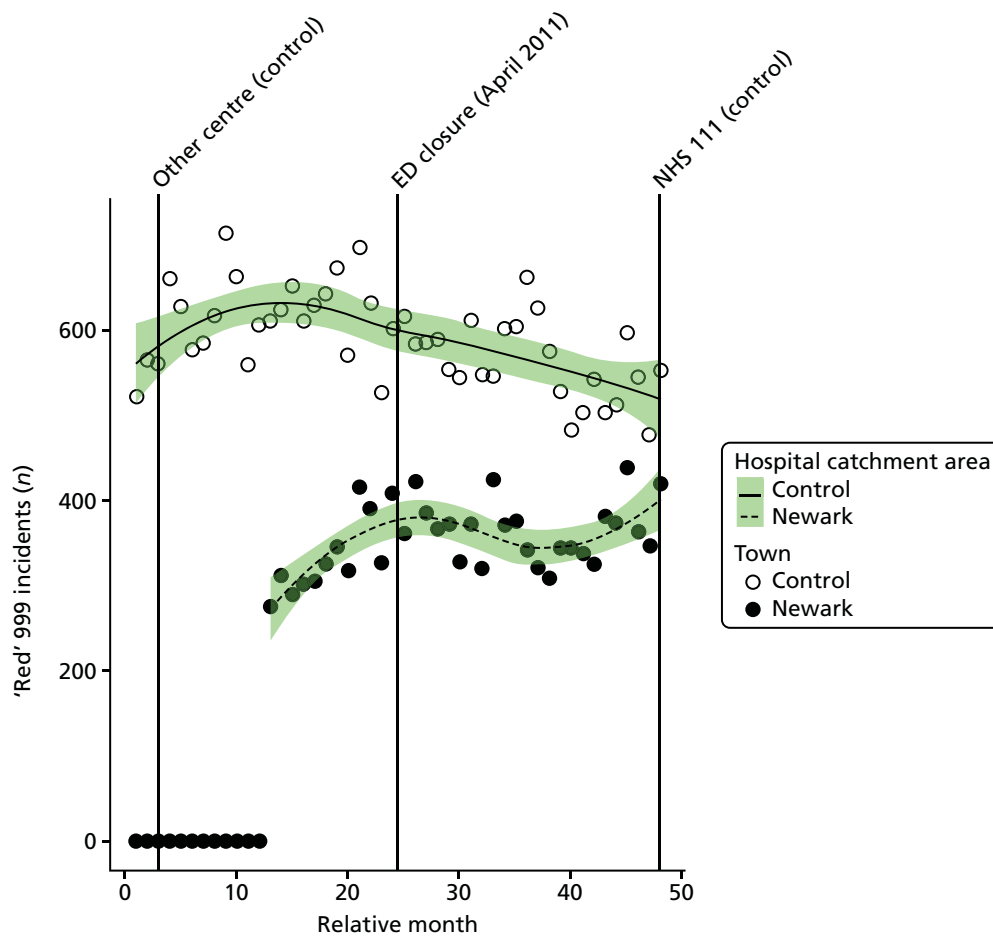 Other centre (control)
ED closure (April 2011)
NHS 111 (control)
600
400
200
0
'Red' 999 incidents (n)
0 10 20 30 40 50
Relative month
Hospital catchment area
Control
Newark
Town
Control
Newark